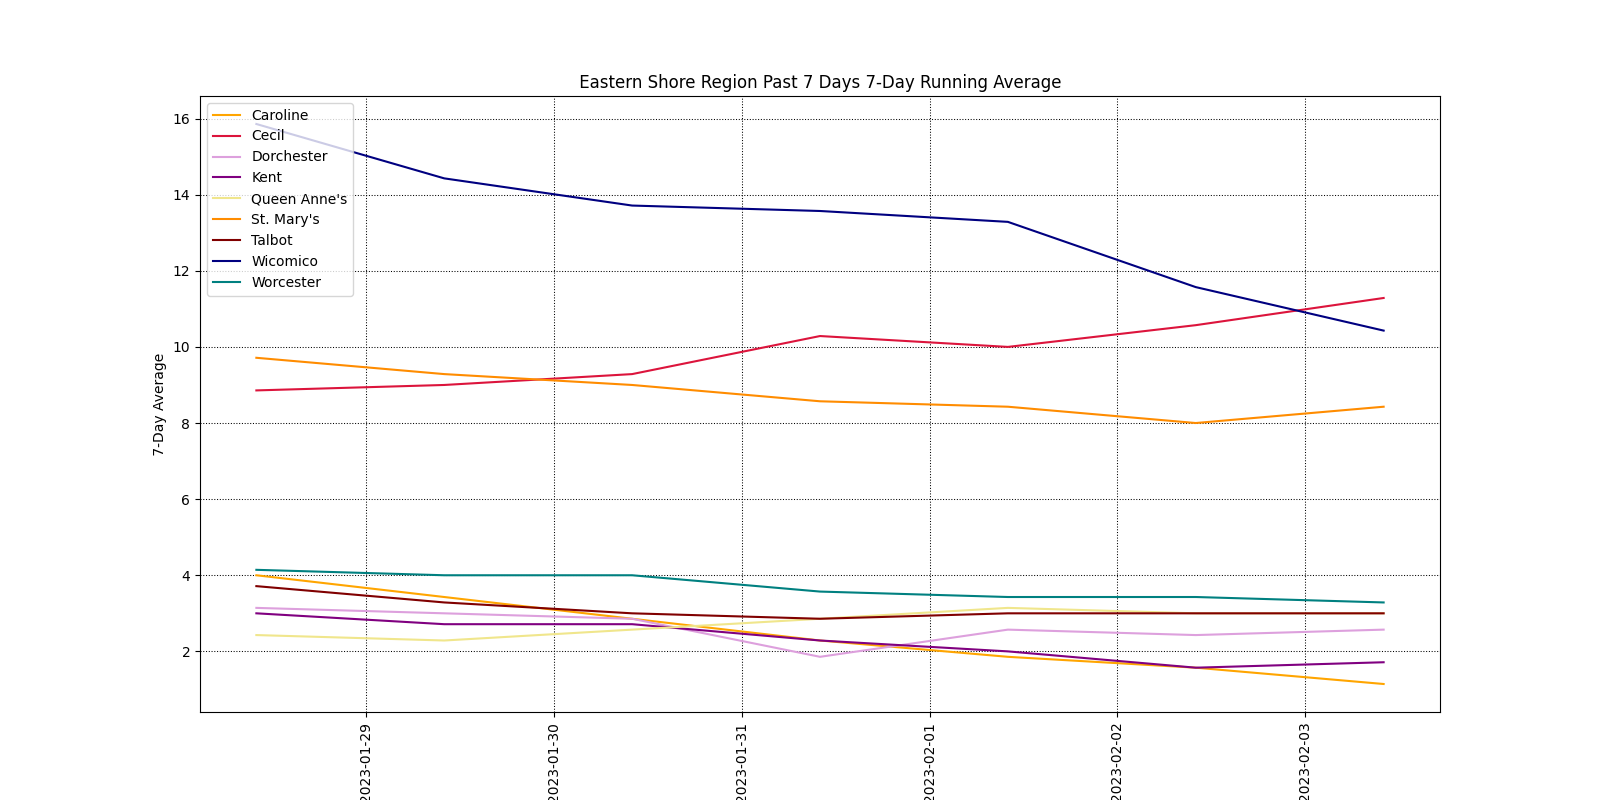 Eastern Shore Region Past 7 Days 7-Day Running Average
Caroline
Cecil
Dorchester
Kent
Queen Anne's
St. Mary's
Talbot
Wicomico
Worcester
16
14
12
10
8
6
4
2
7-Day Average
2023-01-29
2023-01-30
2023-01-31
2023-02-01
2023-02-02
2023-02-03